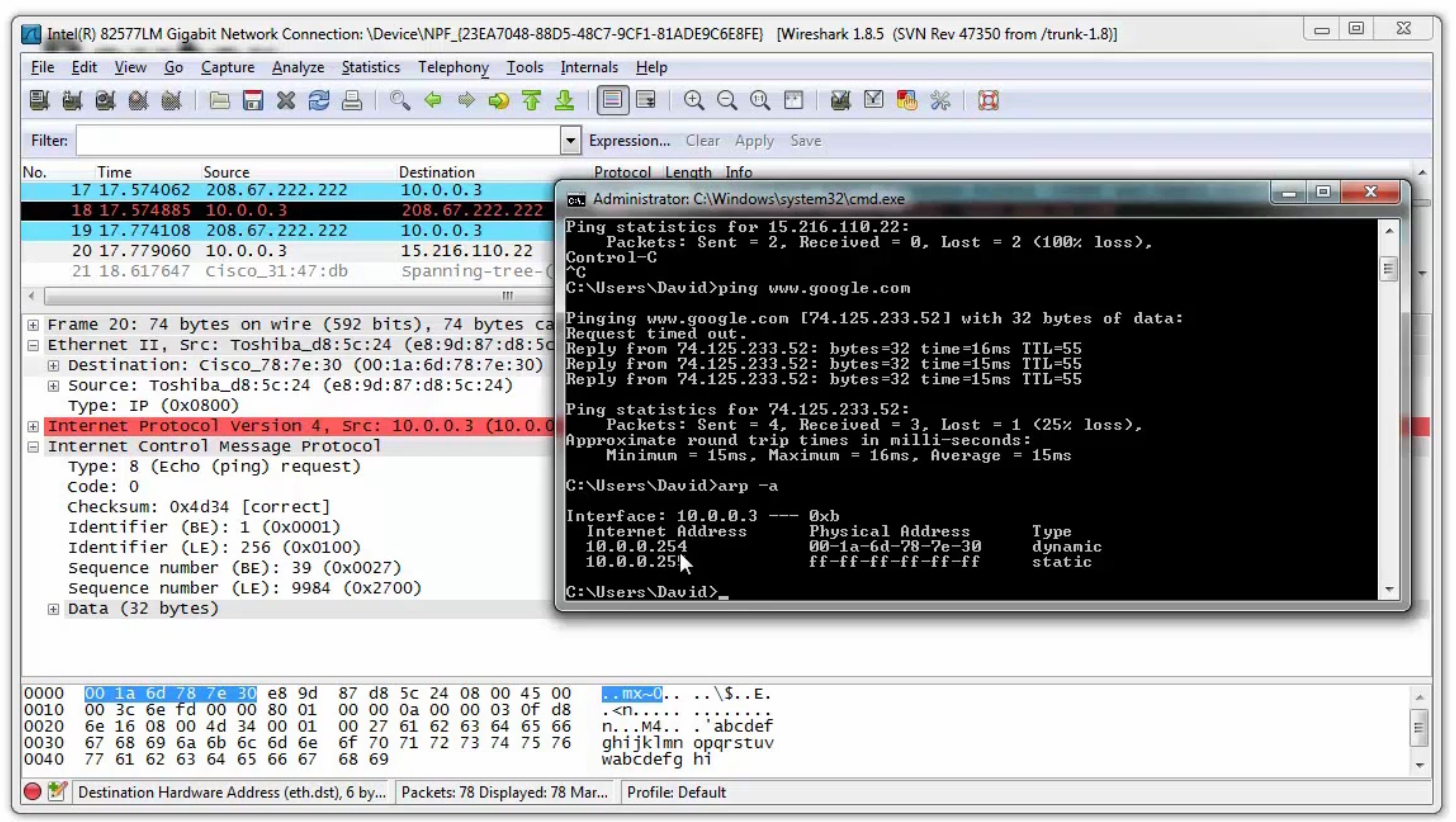 Intel(R) 82577LM Gigabit Network Connection: \Device\NPF_{23EA7048-88D5-48C7-9CF1-81ADE9C6E8FE} [Wireshark 1.8.5 (SVN Rev 47350 from /trunk-1.8)]
File Edit View Go Capture Analyze Statistics Telephony Tools Internals Help
Filter: Expression... Clear Apply Save
No. Time Source Destination Protocol Length Info
17 17.574062 208.67.222.222 10.0.0.3
18 17.574885 10.0.0.3 208.67.222.222
19 17.774108 208.67.222.222 10.0.0.3
20 17.779060 10.0.0.3 15.216.110.22
21 18.617647 Cisco_31:47:db Spanning-tree-(
Frame 20: 74 bytes on wire (592 bits), 74 bytes ca
Ethernet II, Src: Toshiba_d8:5c:24 (e8:9d:87:d8:5c
Destination: Cisco_78:7e:30 (00:1a:6d:78:7e:30)
Source: Toshiba_d8:5c:24 (e8:9d:87:d8:5c:24)
Type: IP (0x0800)
Internet Protocol Version 4, Src: 10.0.0.3 (10.0.0
Internet Control Message Protocol
Type: 8 (Echo (ping) request)
Code: 0
Checksum: 0x4d34 [correct]
Identifier (BE): 1 (0x0001)
Identifier (LE): 256 (0x0100)
Sequence number (BE): 39 (0x0027)
Sequence number (LE): 9984 (0x2700)
Data (32 bytes)
Administrator: C:\Windows\system32\cmd.exe
Ping statistics for 15.216.110.22:
Packets: Sent = 2, Received = 0, Lost = 2 (100% loss),
Control-C
^C
C:\Users\David>ping www.google.com
Pinging www.google.com [74.125.233.52] with 32 bytes of data:
Request timed out.
Reply from 74.125.233.52: bytes=32 time=16ms TTL=55
Reply from 74.125.233.52: bytes=32 time=15ms TTL=55
Reply from 74.125.233.52: bytes=32 time=15ms TTL=55
Ping statistics for 74.125.233.52:
Packets: Sent = 4, Received = 3, Lost = 1 (25% loss),
Approximate round trip times in milli-seconds:
Minimum = 15ms, Maximum = 16ms, Average = 15ms
C:\Users\David>arp -a
Interface: 10.0.0.3 --- 0xb
Internet Address Physical Address Type
10.0.0.254 00-1a-6d-78-7e-30 dynamic
10.0.0.25 ff-ff-ff-ff-ff-ff static
C:\Users\David>_
0000 00 1a 6d 78 7e 30 e8 9d 87 d8 5c 24 08 00 45 00 ..mx~0.. ..\$..E.
0010 00 3c 6e fd 00 00 80 01 00 00 0a 00 00 03 0f d8 .<n..... ........
0020 6e 16 08 00 4d 34 00 01 00 27 61 62 63 64 65 66 n...M4.. .'abcdef
0030 67 68 69 6a 6b 6c 6d 6e 6f 70 71 72 73 74 75 76 ghijklmn opqrstuv
0040 77 61 62 63 64 65 66 67 68 69 wabcdefg hi
Destination Hardware Address (eth.dst), 6 by... Packets: 78 Displayed: 78 Mar... Profile: Default